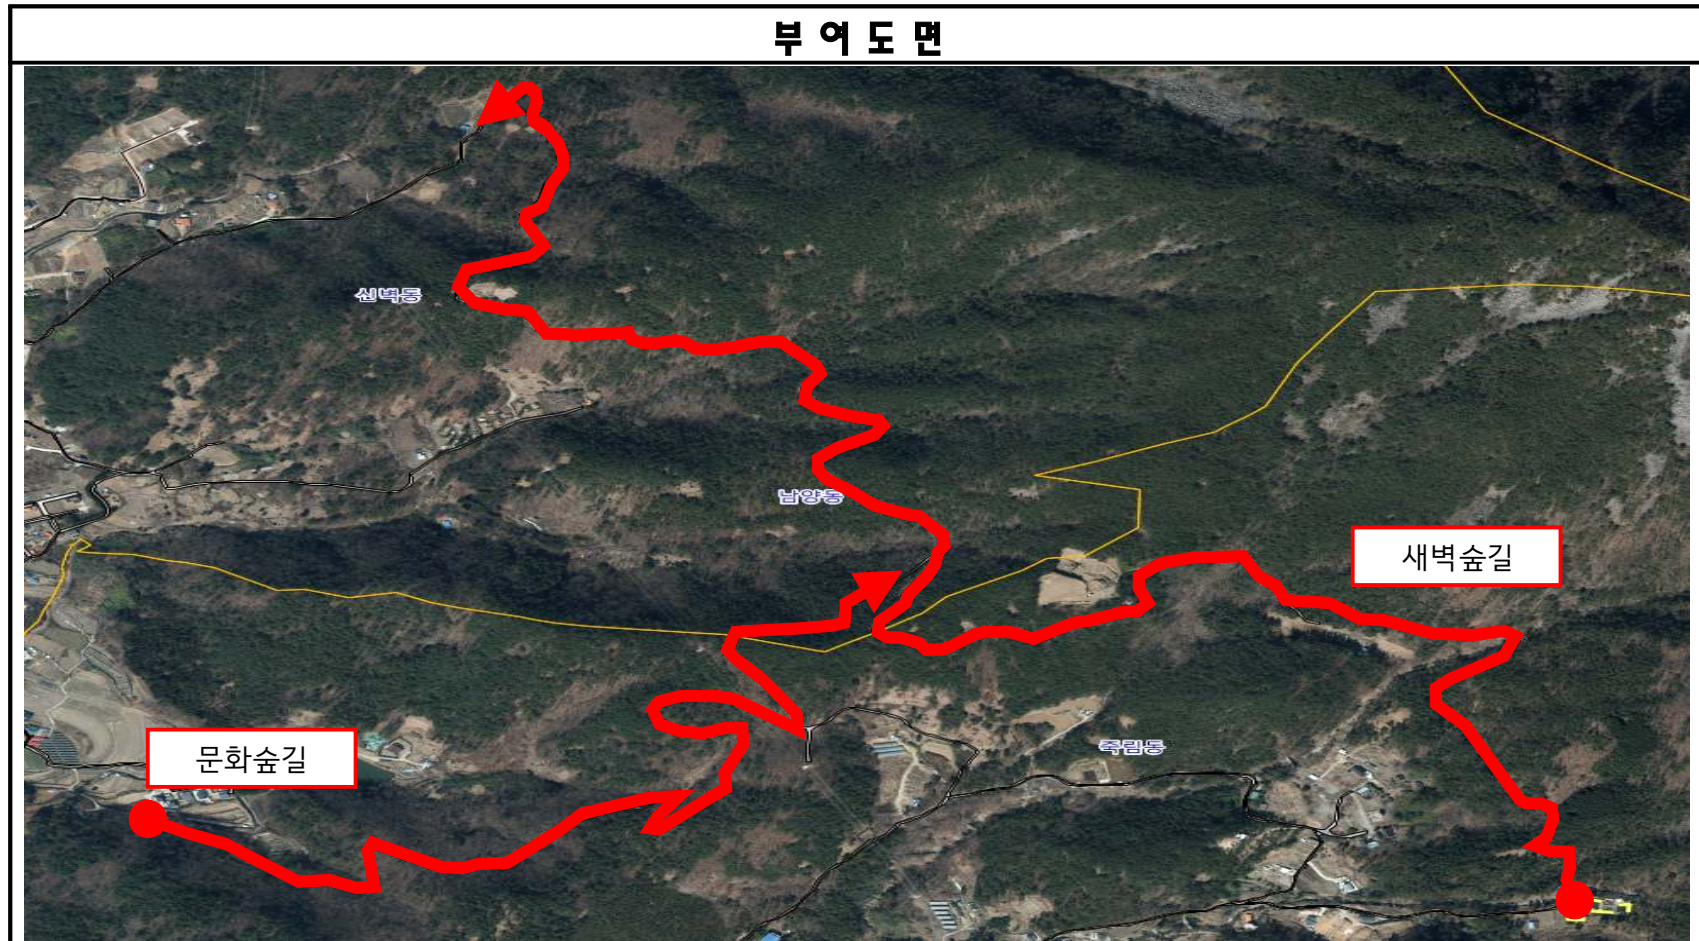 부 여 도 면
신벽동
남양동
새벽숲길
죽림동
문화숲길